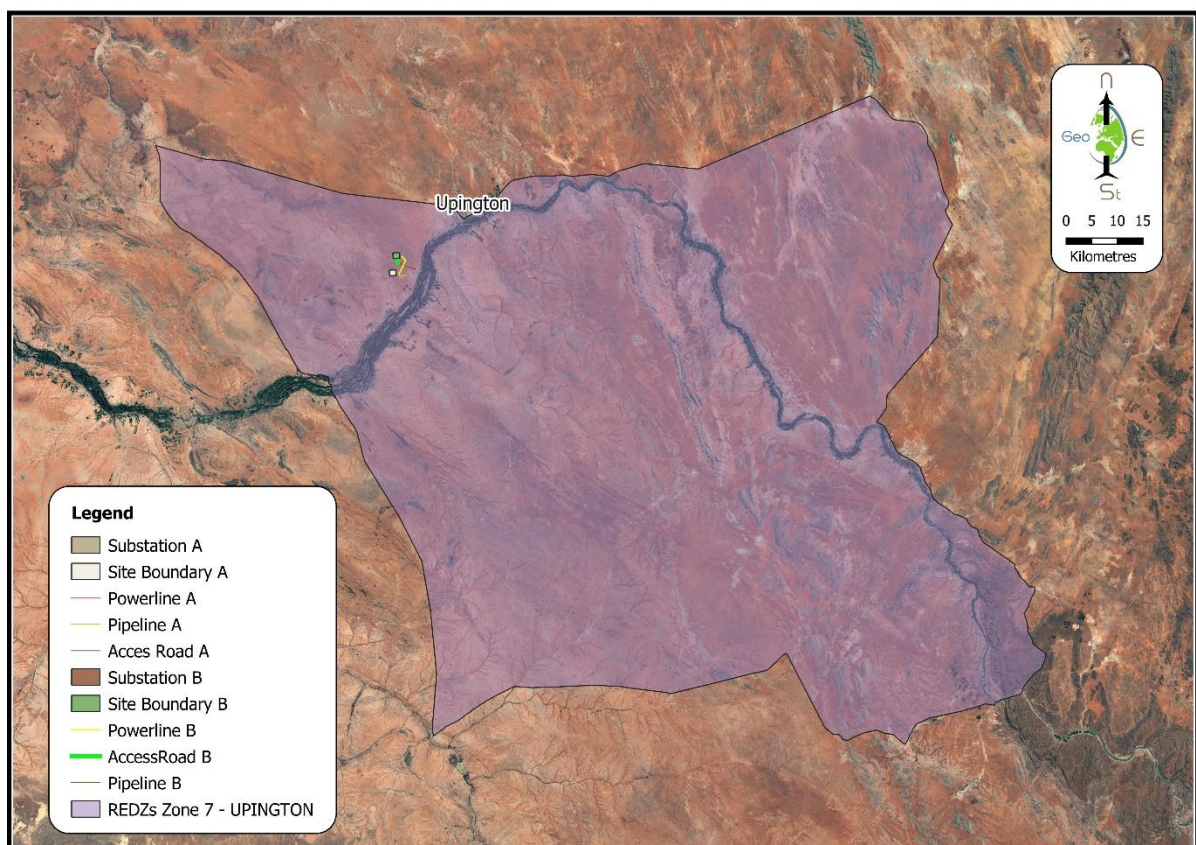 Upington
n
Geo
E
St
0 5 10 15
Kilometres
Legend
Substation A
Site Boundary A
Powerline A
Pipeline A
Acces Road A
Substation B
Site Boundary B
Powerline B
AccessRoad B
Pipeline B
REDZs Zone 7 - UPINGTON